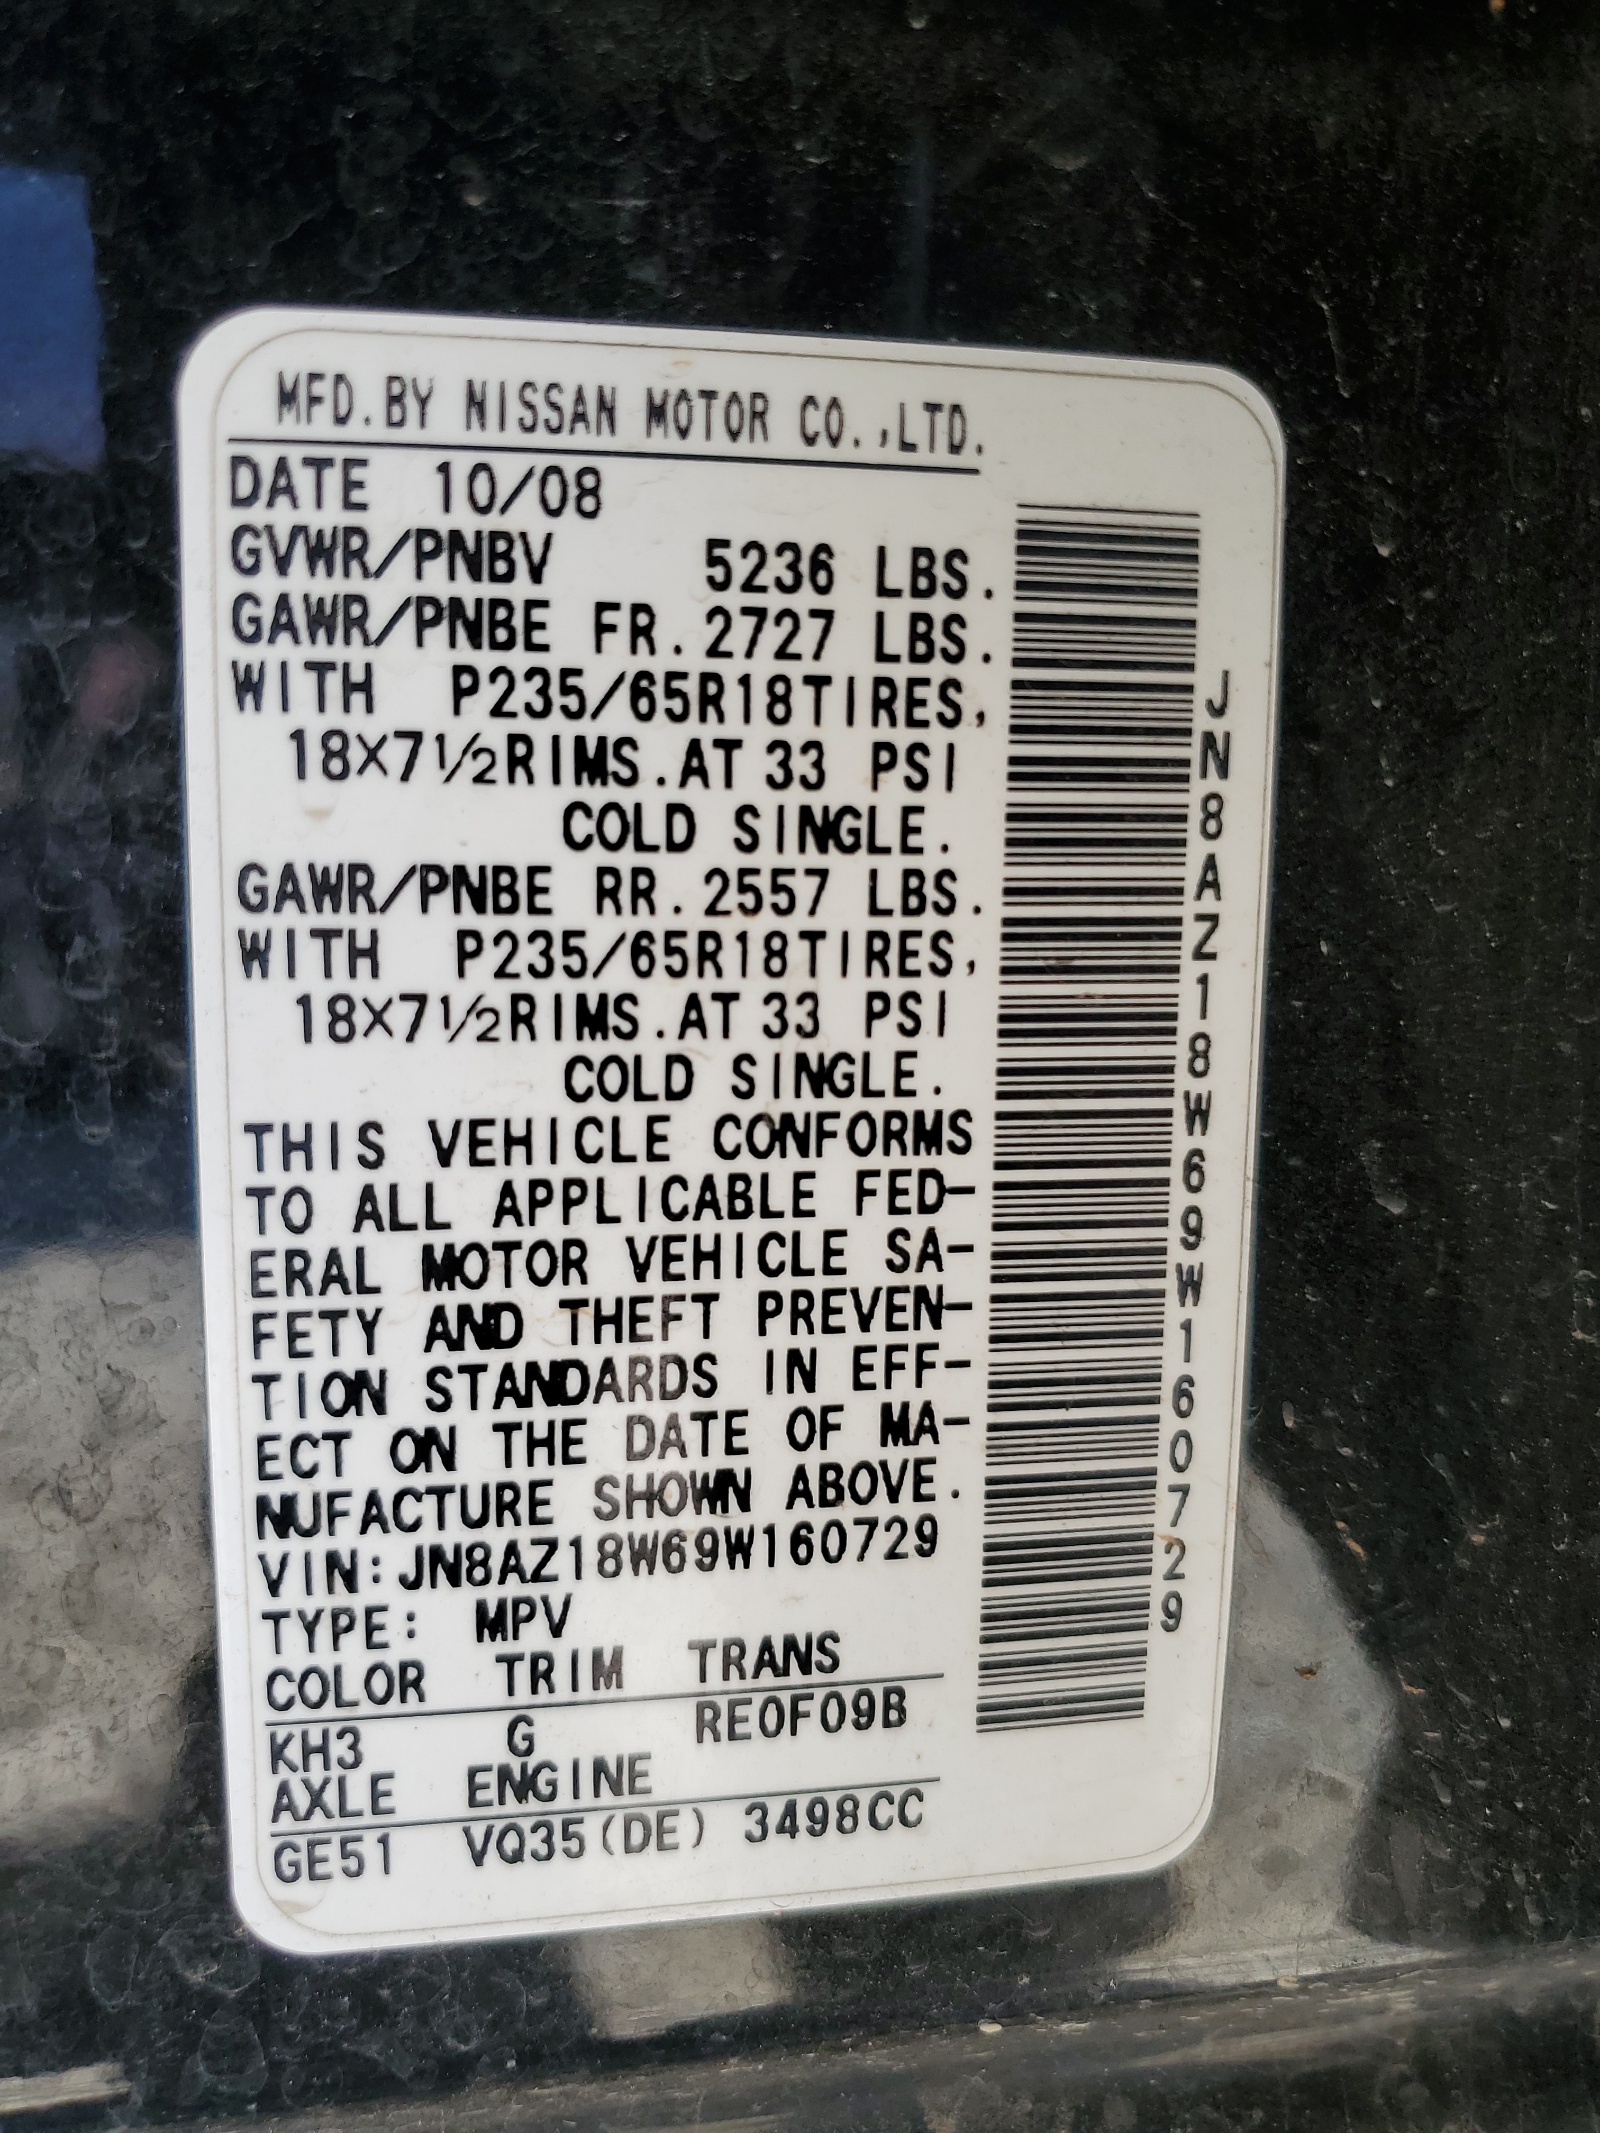 MFD.BY NISSAN MOTOR CO.,LTD.
DATE 10/08
GVWR/PNBV 5236 LBS.
GAWR/PNBE FR. 2727 LBS.
WITH P235/65R18TIRES,
18X7½RIMS.AT 33 PSI
COLD SINGLE.
GAWR/PNBE RR. 2557 LBS.
WITH P235/65R18TIRES,
18X7½RIMS.AT 33 PSI
COLD SINGLE.
THIS VEHICLE CONFORMS
TO ALL APPLICABLE FED-
ERAL MOTOR VEHICLE SA-
FETY AND THEFT PREVEN-
TION STANDARDS IN EFF-
ECT ON THE DATE OF MA-
NUFACTURE SHOWN ABOVE.
VIN:JN8AZ18W69W160729
TYPE: MPV
COLOR TRIM TRANS
KH3 G RE0F09B
AXLE ENGINE
GE51 VQ35(DE) 3498CC
JN8AZ18W69W160729